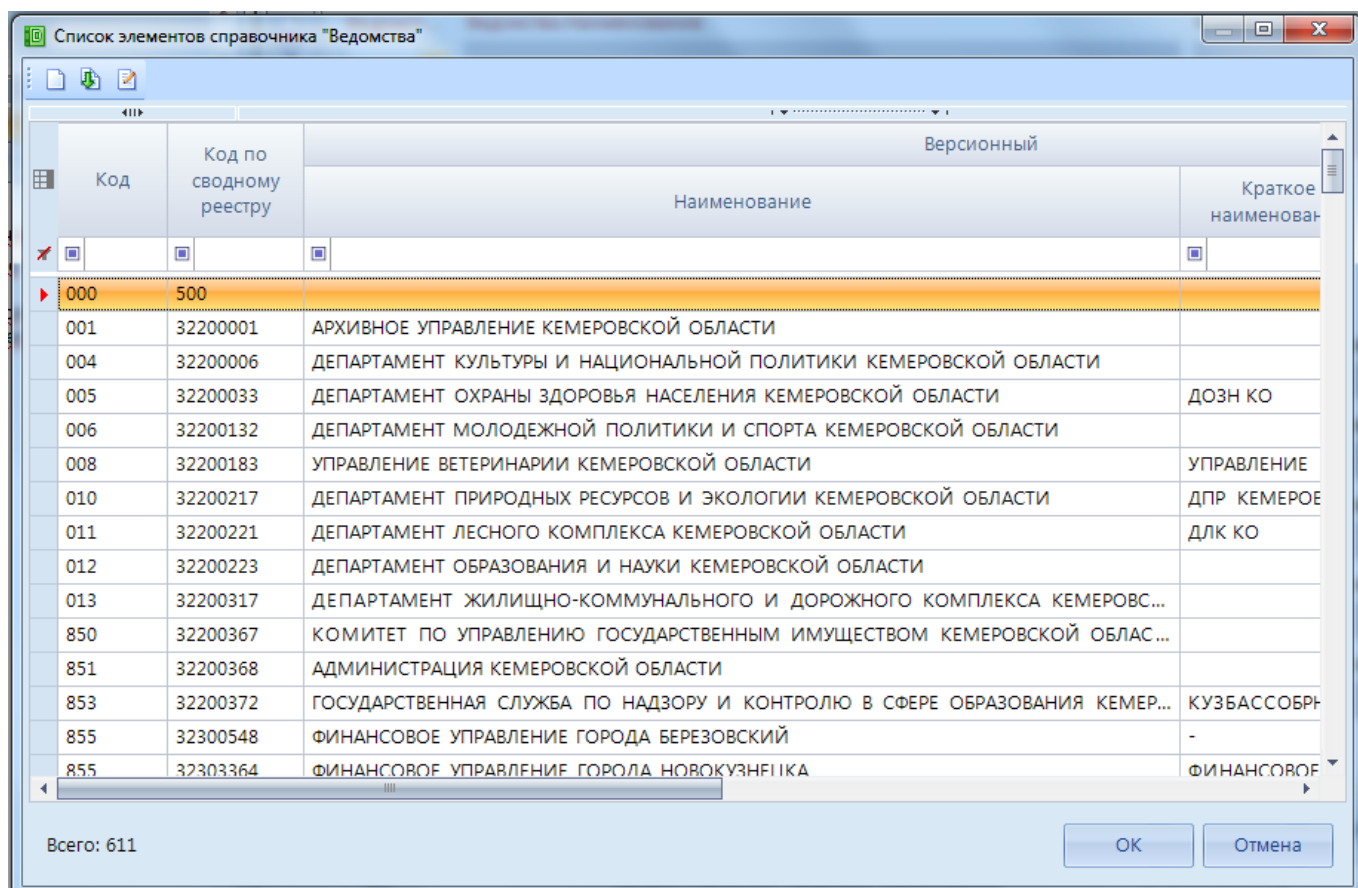 Список элементов справочника "Ведомства"
Код Код по сводному реестру Версионный
Наименование Краткое наименован
000 500
001 32200001 АРХИВНОЕ УПРАВЛЕНИЕ КЕМЕРОВСКОЙ ОБЛАСТИ
004 32200006 ДЕПАРТАМЕНТ КУЛЬТУРЫ И НАЦИОНАЛЬНОЙ ПОЛИТИКИ КЕМЕРОВСКОЙ ОБЛАСТИ
005 32200033 ДЕПАРТАМЕНТ ОХРАНЫ ЗДОРОВЬЯ НАСЕЛЕНИЯ КЕМЕРОВСКОЙ ОБЛАСТИ ДОЗН КО
006 32200132 ДЕПАРТАМЕНТ МОЛОДЕЖНОЙ ПОЛИТИКИ И СПОРТА КЕМЕРОВСКОЙ ОБЛАСТИ
008 32200183 УПРАВЛЕНИЕ ВЕТЕРИНАРИИ КЕМЕРОВСКОЙ ОБЛАСТИ УПРАВЛЕНИЕ
010 32200217 ДЕПАРТАМЕНТ ПРИРОДНЫХ РЕСУРСОВ И ЭКОЛОГИИ КЕМЕРОВСКОЙ ОБЛАСТИ ДПР КЕМЕРОВ
011 32200221 ДЕПАРТАМЕНТ ЛЕСНОГО КОМПЛЕКСА КЕМЕРОВСКОЙ ОБЛАСТИ ДЛК КО
012 32200223 ДЕПАРТАМЕНТ ОБРАЗОВАНИЯ И НАУКИ КЕМЕРОВСКОЙ ОБЛАСТИ
013 32200317 ДЕПАРТАМЕНТ ЖИЛИЩНО-КОММУНАЛЬНОГО И ДОРОЖНОГО КОМПЛЕКСА КЕМЕРОВС...
850 32200367 КОМИТЕТ ПО УПРАВЛЕНИЮ ГОСУДАРСТВЕННЫМ ИМУЩЕСТВОМ КЕМЕРОВСКОЙ ОБЛАС...
851 32200368 АДМИНИСТРАЦИЯ КЕМЕРОВСКОЙ ОБЛАСТИ
853 32200372 ГОСУДАРСТВЕННАЯ СЛУЖБА ПО НАДЗОРУ И КОНТРОЛЮ В СФЕРЕ ОБРАЗОВАНИЯ КЕМЕР... КУЗБАССОБРН
855 32300548 ФИНАНСОВОЕ УПРАВЛЕНИЕ ГОРОДА БЕРЕЗОВСКИЙ -
855 32303364 ФИНАНСОВОЕ УПРАВЛЕНИЕ ГОРОДА НОВОКУЗНЕЦКА ФИНАНСОВОЕ
Всего: 611 ОК Отмена